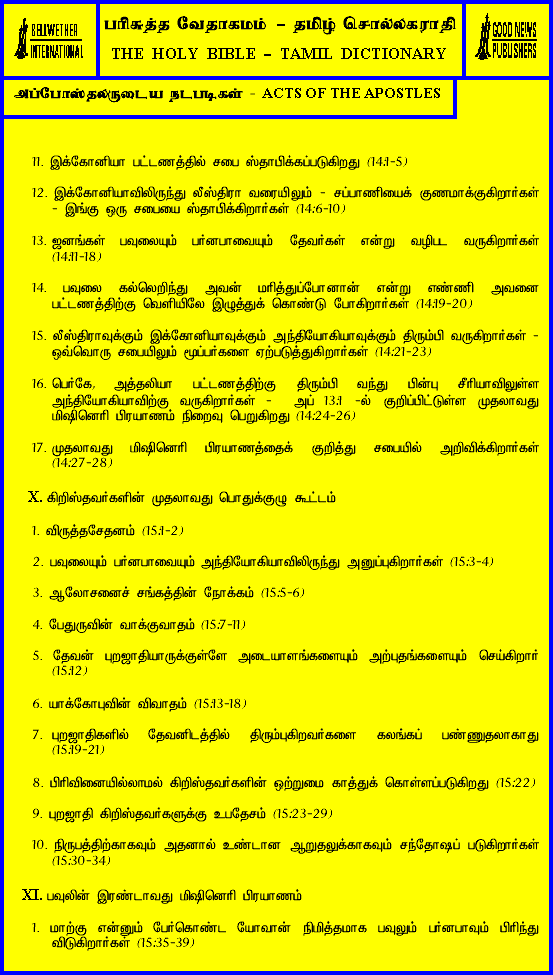 BELLWETHER
INTERNATIONAL
பரிசுத்த வேதாகமம் – தமிழ் சொல்லகராதி
THE HOLY BIBLE – TAMIL DICTIONARY
GOOD NEWS
PUBLISHERS
அப்போஸ்தலருடைய நடபடிகள் - ACTS OF THE APOSTLES
11. இக்கோனியா பட்டணத்தில் சபை ஸ்தாபிக்கப்படுகிறது (14:1-5)
12. இக்கோனியாவிலிருந்து லீஸ்திரா வரையிலும் - சப்பாணியைக் குணமாக்குகிறார்கள்
- இங்கு ஒரு சபையை ஸ்தாபிக்கிறார்கள் (14:6-10)
13. ஜனங்கள் பவுலையும் பர்னபாவையும் தேவர்கள் என்று வழிபட வருகிறார்கள்
(14:11-18)
14. பவுலை கல்லெறிந்து அவன் மரித்துப்போனான் என்று எண்ணி அவனை
பட்டணத்திற்கு வெளியிலே இழுத்துக் கொண்டு போகிறார்கள் (14:19-20)
15. லீஸ்திராவுக்கும் இக்கோனியாவுக்கும் அந்தியோகியாவுக்கும் திரும்பி வருகிறார்கள் -
ஒவ்வொரு சபையிலும் மூப்பர்களை ஏற்படுத்துகிறார்கள் (14:21-23)
16. பெர்கே, அத்தலியா பட்டணத்திற்கு திரும்பி வந்து பின்பு சீரியாவிலுள்ள
அந்தியோகியாவிற்கு வருகிறார்கள் - அப் 13:1 -ல் குறிப்பிட்டுள்ள முதலாவது
மிஷினெரி பிரயாணம் நிறைவு பெறுகிறது (14:24-26)
17. முதலாவது மிஷினெரி பிரயாணத்தைக் குறித்து சபையில் அறிவிக்கிறார்கள்
(14:27-28)
X. கிறிஸ்தவர்களின் முதலாவது பொதுக்குழு கூட்டம்
1. விருத்தசேதனம் (15:1-2)
2. பவுலையும் பர்னபாவையும் அந்தியோகியாவிலிருந்து அனுப்புகிறார்கள் (15:3-4)
3. ஆலோசனைச் சங்கத்தின் நோக்கம் (15:5-6)
4. பேதுருவின் வாக்குவாதம் (15:7-11)
5. தேவன் புறஜாதியாருக்குள்ளே அடையாளங்களையும் அற்புதங்களையும் செய்கிறார்
(15:12)
6. யாக்கோபுவின் விவாதம் (15:13-18)
7. புறஜாதிகளில் தேவனிடத்தில் திரும்புகிறவர்களை கலங்கப் பண்ணுதலாகாது
(15:19-21)
8. பிரிவினையில்லாமல் கிறிஸ்தவர்களின் ஒற்றுமை காத்துக் கொள்ளப்படுகிறது (15:22)
9. புறஜாதி கிறிஸ்தவர்களுக்கு உபதேசம் (15:23-29)
10. நிருபத்திற்காகவும் அதனால் உண்டான ஆறுதலுக்காகவும் சந்தோஷப் படுகிறார்கள்
(15:30-34)
XI. பவுலின் இரண்டாவது மிஷினெரி பிரயாணம்
1. மாற்கு என்னும் பேர்கொண்ட யோவான் நிமித்தமாக பவுலும் பர்னபாவும் பிரிந்து
விடுகிறார்கள் (15:35-39)